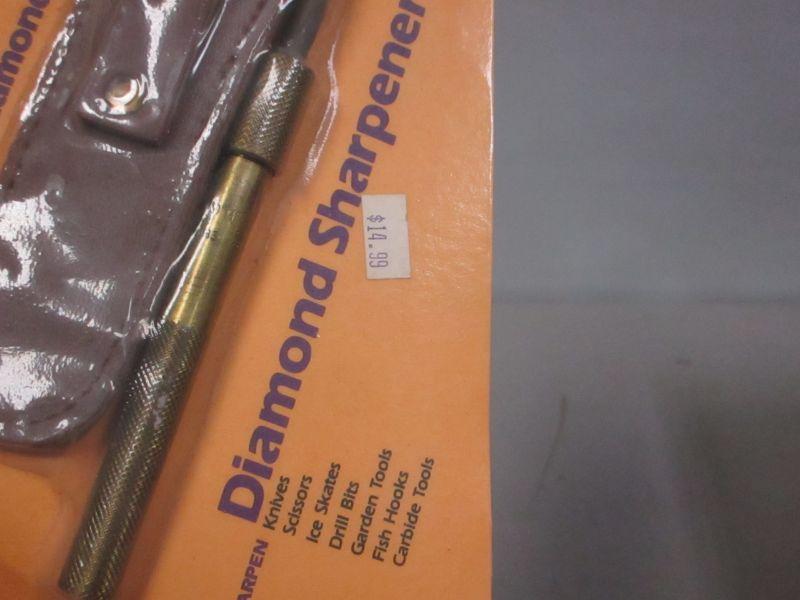 Diamond Sharpener
$14.99
Knives
Scissors
Ice Skates
Drill Bits
Garden Tools
Fish Hooks
Carbide Tools